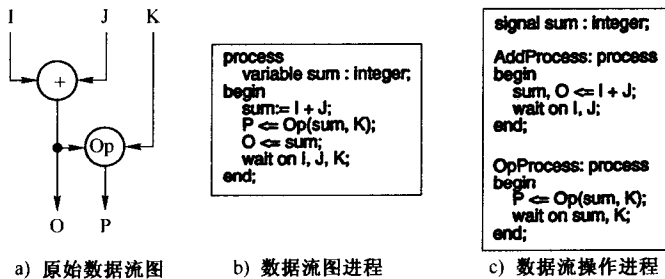 I J K
+
Op
O P
a) 原始数据流图
process
variable sum : integer;
begin
sum:= I + J;
P <= Op(sum, K);
O <= sum;
wait on I, J, K;
end;
b) 数据流图进程
signal sum : integer;
AddProcess: process
begin
sum, O <= I + J;
wait on I, J;
end;
OpProcess: process
begin
P <= Op(sum, K);
wait on sum, K;
end;
c) 数据流操作进程